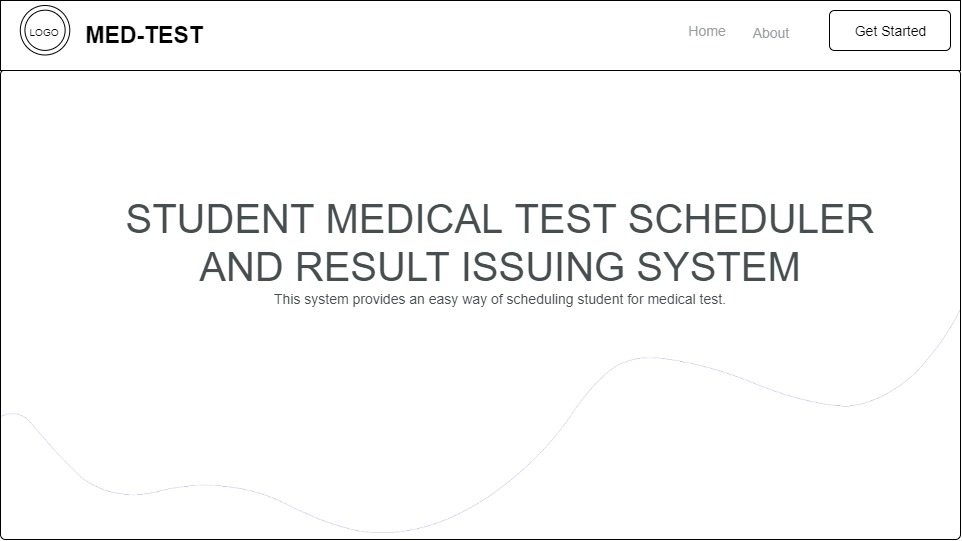 LOGO
MED-TEST
Home
About
Get Started
STUDENT MEDICAL TEST SCHEDULER
AND RESULT ISSUING SYSTEM
This system provides an easy way of scheduling student for medical test.